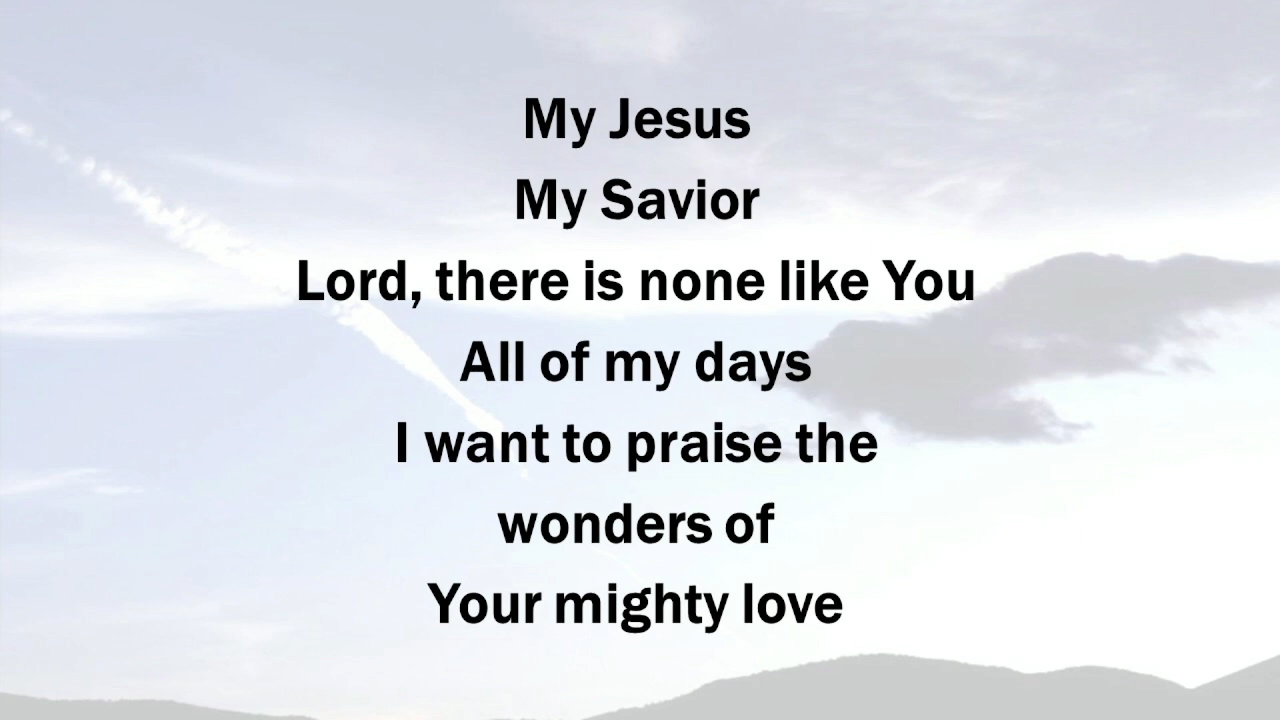 My Jesus
My Savior
Lord, there is none like You
All of my days
I want to praise the
wonders of
Your mighty love